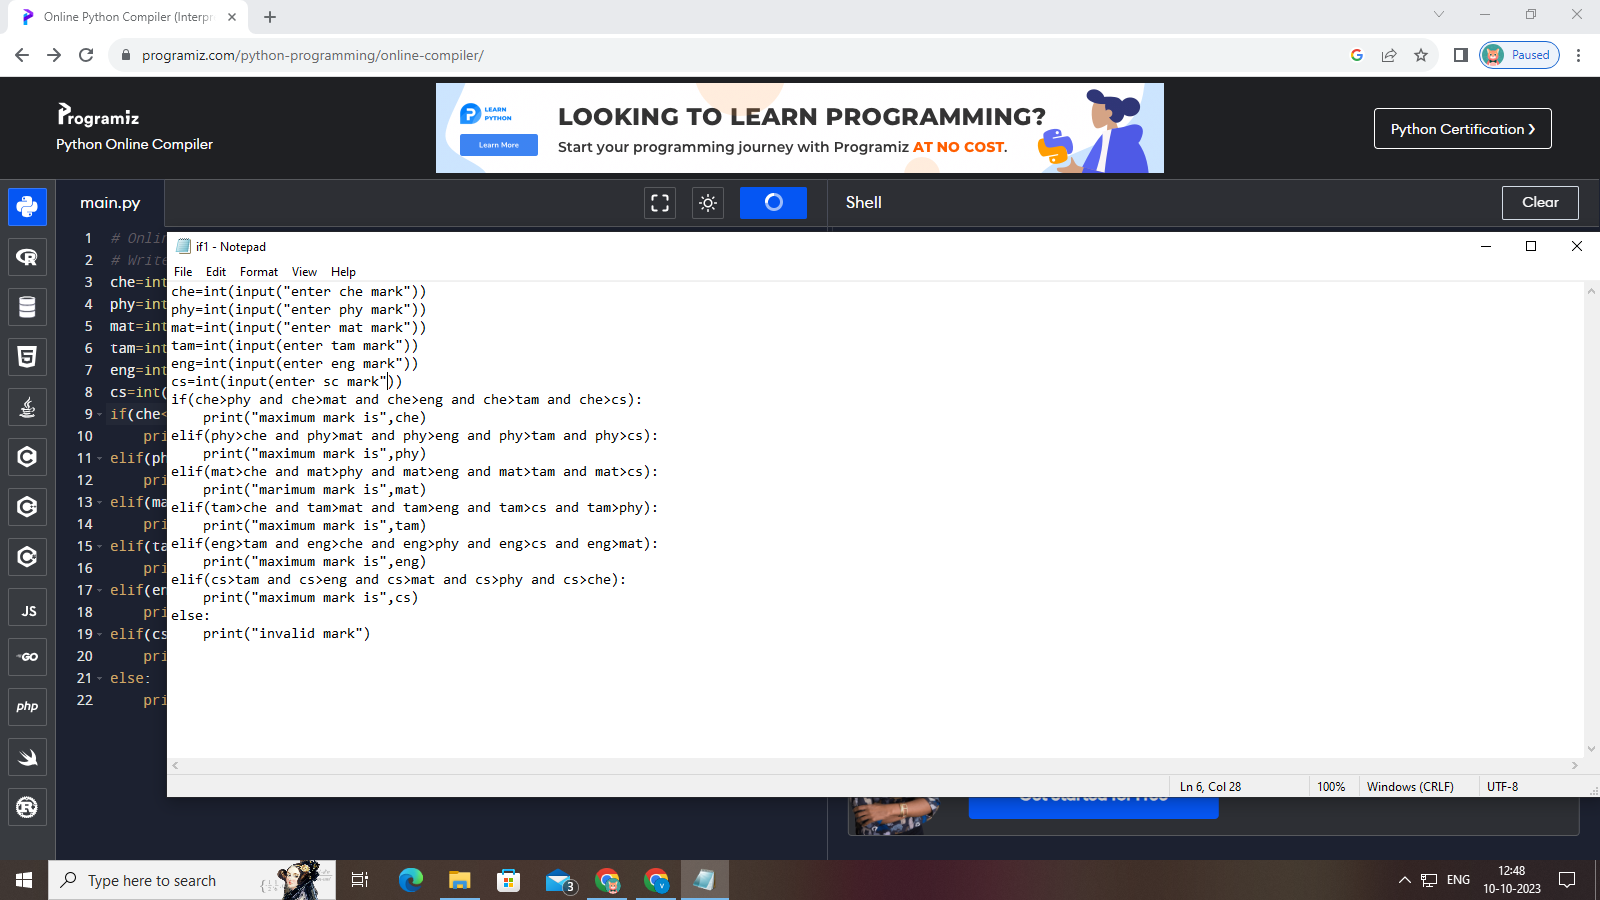 Online Python Compiler (Interpr
programiz.com/python-programming/online-compiler/
Paused
Programiz
Python Online Compiler
LEARN
PYTHON
Learn More
LOOKING TO LEARN PROGRAMMING?
Start your programming journey with Programiz AT NO COST.
Python Certification
main.py
Shell
Clear
1 # Onlin
2 # Write
3 che=int
4 phy=int
5 mat=int
6 tam=int
7 eng=int
8 cs=int(
9 if(che<
10 pri
11 elif(ph
12 pri
13 elif(ma
14 pri
15 elif(ta
16 pri
17 elif(en
18 pri
19 elif(cs
20 pri
21 else:
22 pri
JS
GO
php
if1 - Notepad
File Edit Format View Help
che=int(input("enter che mark"))
phy=int(input("enter phy mark"))
mat=int(input("enter mat mark"))
tam=int(input(enter tam mark"))
eng=int(input(enter eng mark"))
cs=int(input(enter sc mark"))
if(che>phy and che>mat and che>eng and che>tam and che>cs):
    print("maximum mark is",che)
elif(phy>che and phy>mat and phy>eng and phy>tam and phy>cs):
    print("maximum mark is",phy)
elif(mat>che and mat>phy and mat>eng and mat>tam and mat>cs):
    print("marimum mark is",mat)
elif(tam>che and tam>mat and tam>eng and tam>cs and tam>phy):
    print("maximum mark is",tam)
elif(eng>tam and eng>che and eng>phy and eng>cs and eng>mat):
    print("maximum mark is",eng)
elif(cs>tam and cs>eng and cs>mat and cs>phy and cs>che):
    print("maximum mark is",cs)
else:
    print("invalid mark")
Ln 6, Col 28 100% Windows (CRLF) UTF-8
Type here to search
3
V
ENG
12:48
10-10-2023